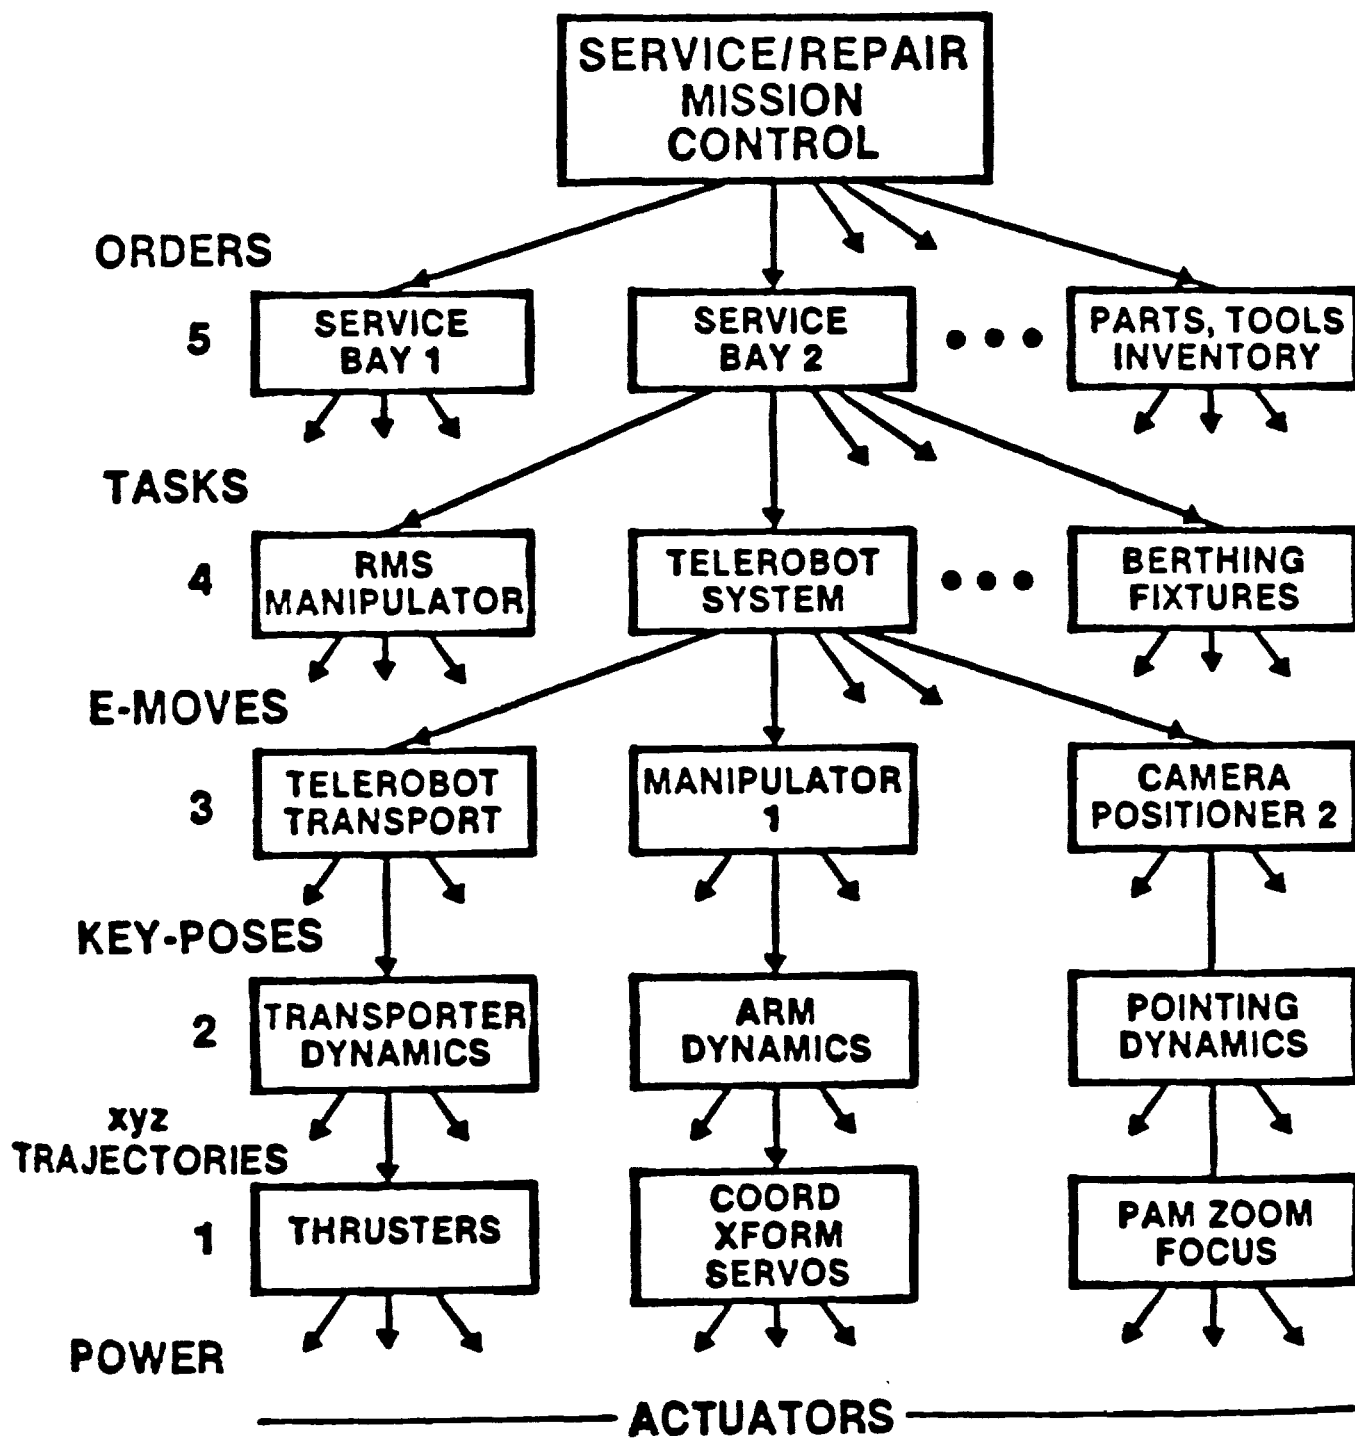 SERVICE/REPAIR
MISSION
CONTROL
ORDERS
5
SERVICE
BAY 1
SERVICE
BAY 2
PARTS, TOOLS
INVENTORY
TASKS
4
RMS
MANIPULATOR
TELEROBOT
SYSTEM
BERTHING
FIXTURES
E-MOVES
3
TELEROBOT
TRANSPORT
MANIPULATOR
1
CAMERA
POSITIONER 2
KEY-POSES
2
TRANSPORTER
DYNAMICS
ARM
DYNAMICS
POINTING
DYNAMICS
xyz
TRAJECTORIES
1
THRUSTERS
COORD
XFORM
SERVOS
PAM ZOOM
FOCUS
POWER
ACTUATORS